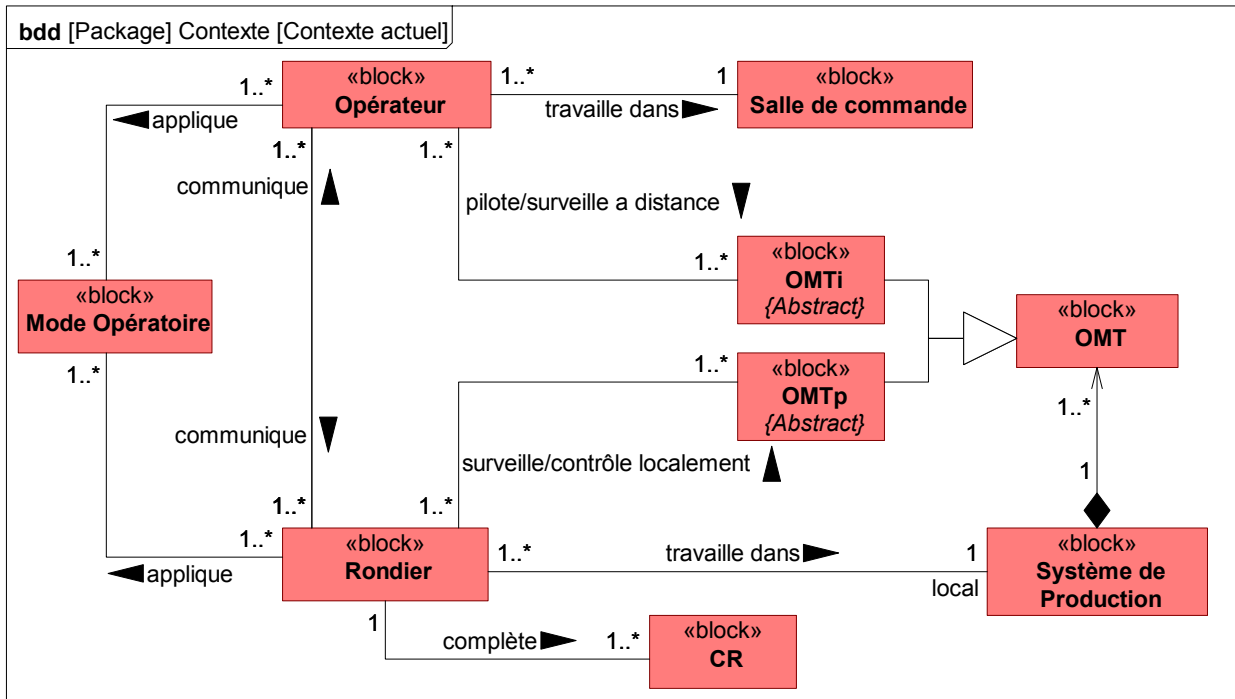 bdd [Package] Contexte [Contexte actuel]
«block»
Opérateur
1..*
1..*
1
travaille dans
«block»
Salle de commande
applique
1..*
1..*
communique
pilote/surveille a distance
1..*
«block»
Mode Opératoire
1..*
1..*
«block»
OMTi
{Abstract}
«block»
OMT
1..*
«block»
OMTp
{Abstract}
1..*
communique
surveille/contrôle localement
1
1..*
1..*
1..*
applique
«block»
Rondier
1..*
travaille dans
1
local
«block»
Système de
Production
1
complète
1..*
«block»
CR